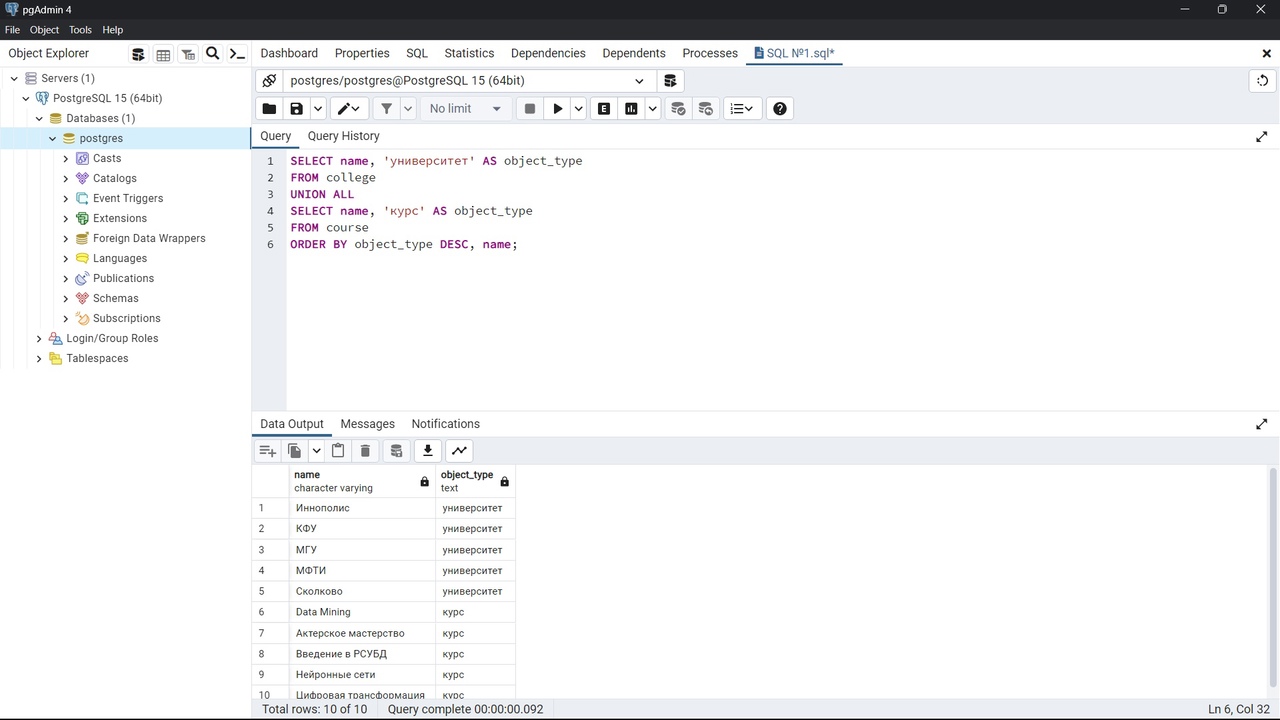 pgAdmin 4
File Object Tools Help
Object Explorer
Dashboard Properties SQL Statistics Dependencies Dependents Processes SQL №1.sql*
Servers (1)
PostgreSQL 15 (64bit)
Databases (1)
postgres
Casts
Catalogs
Event Triggers
Extensions
Foreign Data Wrappers
Languages
Publications
Schemas
Subscriptions
Login/Group Roles
Tablespaces
postgres/postgres@PostgreSQL 15 (64bit)
No limit
E
Query Query History
1 SELECT name, 'университет' AS object_type
2 FROM college
3 UNION ALL
4 SELECT name, 'курс' AS object_type
5 FROM course
6 ORDER BY object_type DESC, name;
Data Output Messages Notifications
name object_type
character varying text
1 Иннополис университет
2 КФУ университет
3 МГУ университет
4 МФТИ университет
5 Сколково университет
6 Data Mining курс
7 Актерское мастерство курс
8 Введение в РСУБД курс
9 Нейронные сети курс
10 Цифровая трансформация курс
Total rows: 10 of 10 Query complete 00:00:00.092 Ln 6, Col 32